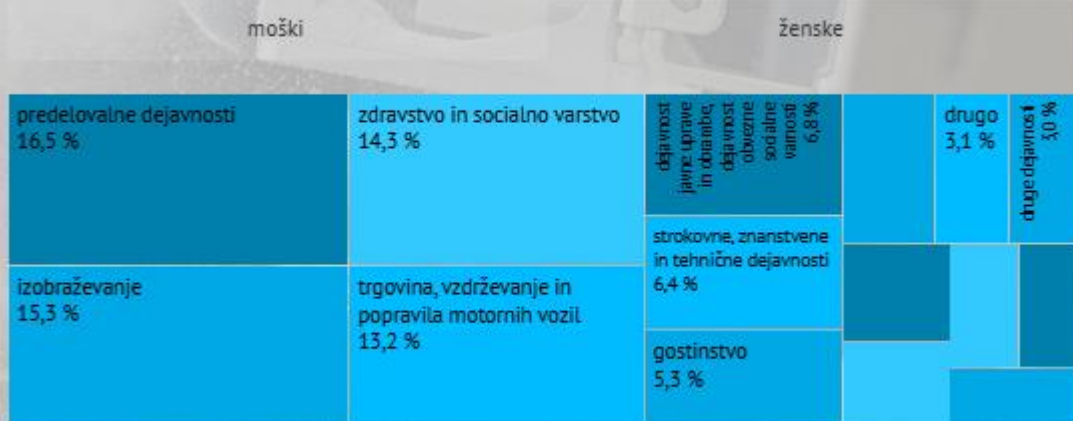 moški
ženske
predelovalne dejavnosti
16,5 %
zdravstvo in socialno varstvo
14,3 %
dejavnost
javne uprave
in obrambe,
dejavnost
obvezne
socialne
varnosti
6,8 %
drugo
3,1 %
druge dejavnosti
3,0 %
strokovne, znanstvene
in tehnične dejavnosti
6,4 %
izobraževanje
15,3 %
trgovina, vzdrževanje in
popravila motornih vozil
13,2 %
gostinstvo
5,3 %